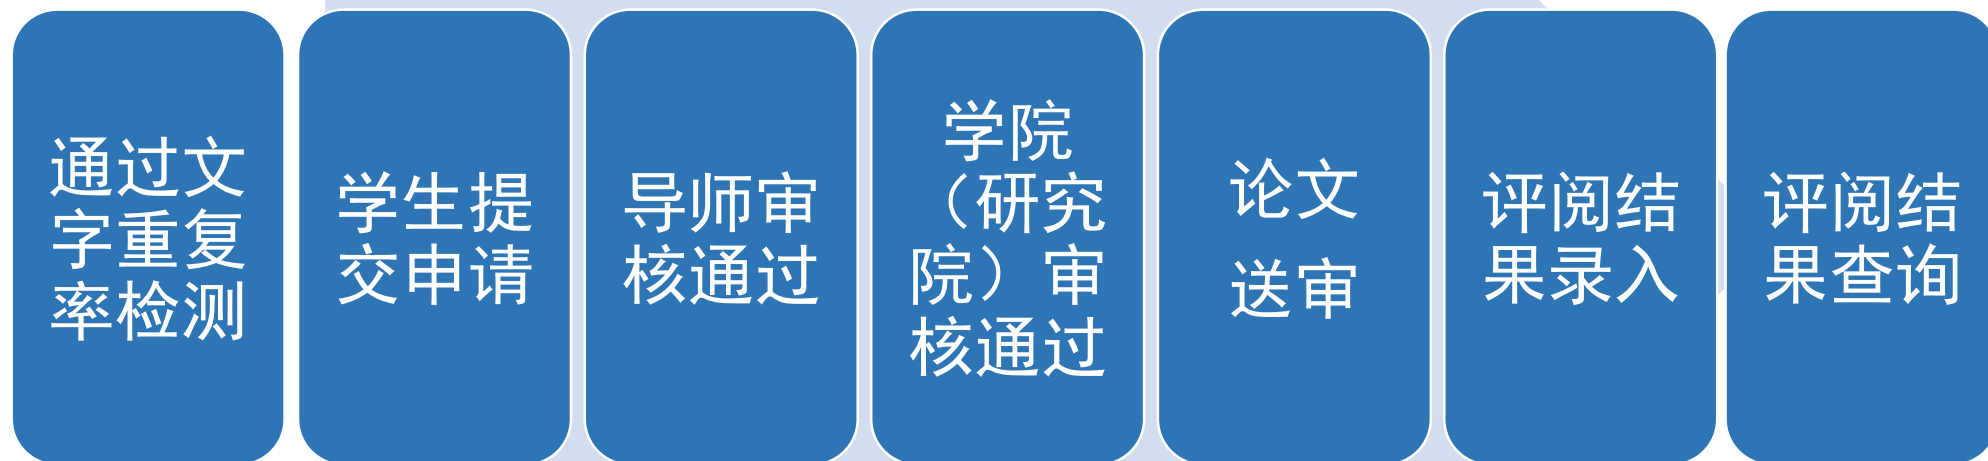 通过文
字重复
率检测
学生提
交申请
导师审
核通过
学院
（研究
院）审
核通过
论文
送审
评阅结
果录入
评阅结
果查询